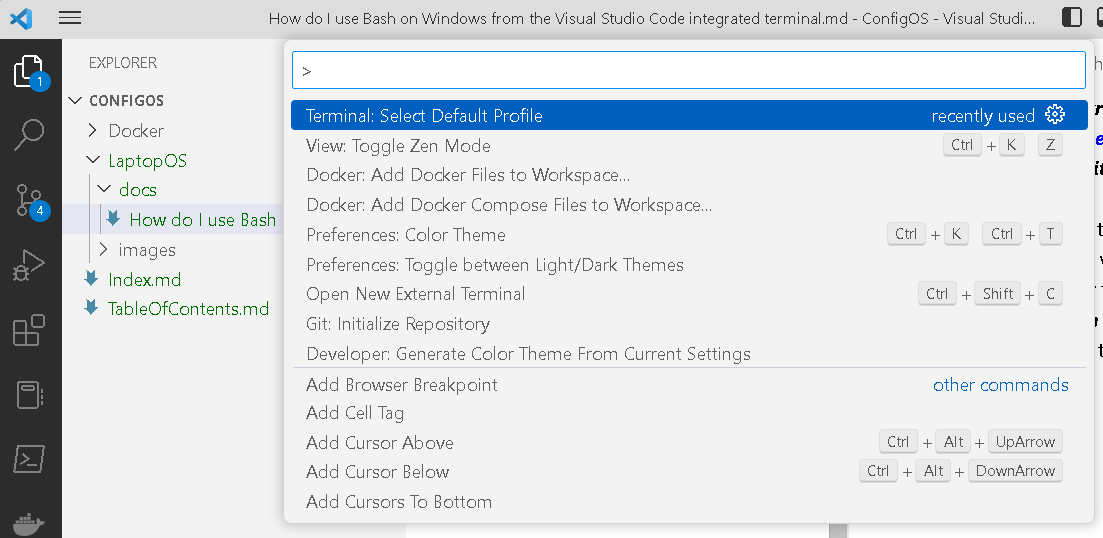 How do I use Bash on Windows from the Visual Studio Code integrated terminal.md - ConfigOS - Visual Studi...
1
4
EXPLORER
CONFIGOS
Docker
LaptopOS
docs
How do I use Bash
images
Index.md
TableOfContents.md
>
Terminal: Select Default Profile recently used
View: Toggle Zen Mode Ctrl + K Z
Docker: Add Docker Files to Workspace...
Docker: Add Docker Compose Files to Workspace...
Preferences: Color Theme Ctrl + K Ctrl + T
Preferences: Toggle between Light/Dark Themes
Open New External Terminal Ctrl + Shift + C
Git: Initialize Repository
Developer: Generate Color Theme From Current Settings
Add Browser Breakpoint other commands
Add Cell Tag
Add Cursor Above Ctrl + Alt + UpArrow
Add Cursor Below Ctrl + Alt + DownArrow
Add Cursors To Bottom